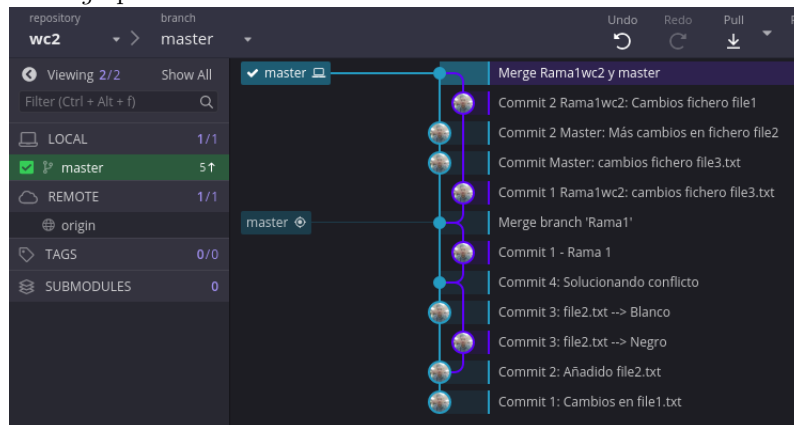 repository
wc2
branch
master
Undo
Redo
Pull
Viewing 2/2
Show All
Filter (Ctrl + Alt + f)
LOCAL 1/1
master 5↑
REMOTE 1/1
origin
TAGS 0/0
SUBMODULES 0
master
Merge Rama1wc2 y master
Commit 2 Rama1wc2: Cambios fichero file1
Commit 2 Master: Más cambios en fichero file2
Commit Master: cambios fichero file3.txt
Commit 1 Rama1wc2: cambios fichero file3.txt
master
Merge branch 'Rama1'
Commit 1 - Rama 1
Commit 4: Solucionando conflicto
Commit 3: file2.txt --> Blanco
Commit 3: file2.txt --> Negro
Commit 2: Añadido file2.txt
Commit 1: Cambios en file1.txt